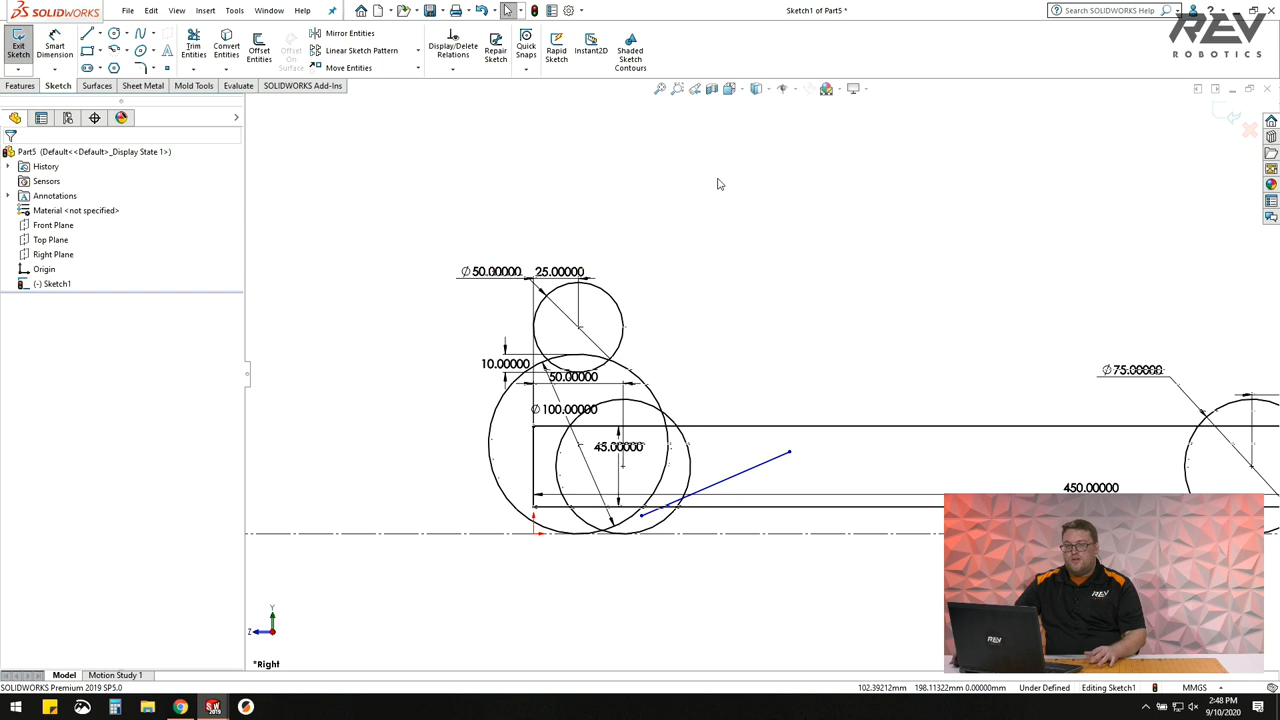 SOLIDWORKS
File Edit View Insert Tools Window
Sketch1 of Part5 *
Search SOLIDWORKS
REV
ROBOTICS
Exit Sketch
Smart Dimension
Trim Entities
Convert Entities
Offset Entities
Offset On Surface
Mirror Entities
Linear Sketch Pattern
Move Entities
Display/Delete Relations
Repair Sketch
Quick Snaps
Rapid Sketch
Instant2D
Shaded Sketch Contours
Features Sketch Surfaces Sheet Metal Mold Tools Evaluate SOLIDWORKS Add-Ins
Part5 (Default<<Default>_Display State 1>)
History
Sensors
Annotations
Material <not specified>
Front Plane
Top Plane
Right Plane
Origin
(-) Sketch1
∅50.00000 25.00000
10.00000
50.00000
∅75.00000
∅100.00000
45.00000
450.00000
REV
REV
Y
Z
*Right
Model Motion Study 1
SOLIDWORKS Premium 2019 SP5.0
102.39212mm 198.11322mm 0.00000mm Under Defined Editing Sketch1 MMGS
2:48 PM
9/10/2020